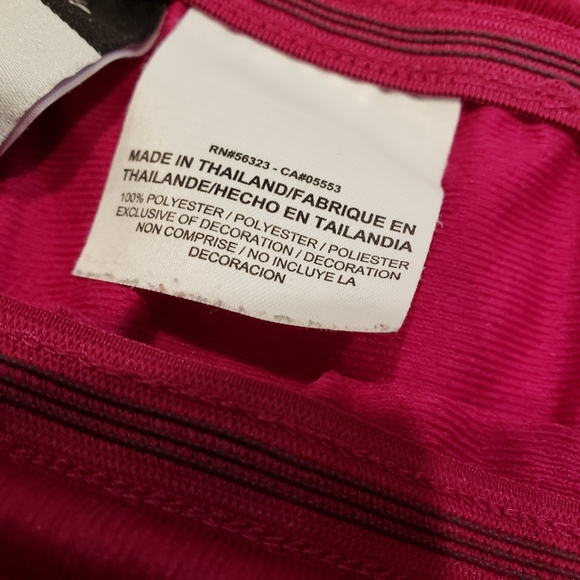 RN#56323 - CA#05553
MADE IN THAILAND/FABRIQUE EN
THAILANDE/HECHO EN TAILANDIA
100% POLYESTER / POLYESTER / POLIESTER
EXCLUSIVE OF DECORATION / DECORATION
NON COMPRISE / NO INCLUYE LA
DECORACION